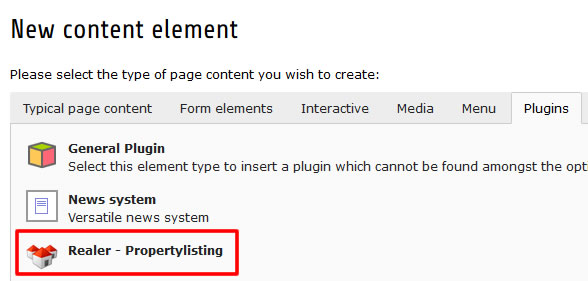 New content element
Please select the type of page content you wish to create:
Typical page content Form elements Interactive Media Menu Plugins
General Plugin
Select this element type to insert a plugin which cannot be found amongst the opti
News system
Versatile news system
Realer - Propertylisting